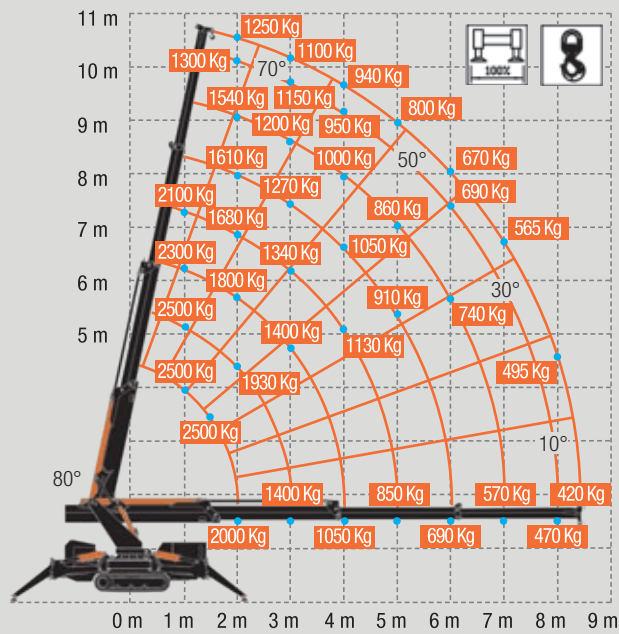 11 m
1250 Kg
1100 Kg
1300 Kg
70°
10 m
940 Kg
100%
1540 Kg
1150 Kg
800 Kg
9 m
1200 Kg
950 Kg
1610 Kg
1000 Kg
50°
670 Kg
8 m
2100 Kg
1270 Kg
690 Kg
1680 Kg
860 Kg
565 Kg
7 m
2300 Kg
1340 Kg
1050 Kg
6 m
1800 Kg
910 Kg
30°
2500 Kg
740 Kg
5 m
1400 Kg
1130 Kg
2500 Kg
1930 Kg
495 Kg
2500 Kg
10°
80°
1400 Kg
850 Kg
570 Kg
420 Kg
2000 Kg
1050 Kg
690 Kg
470 Kg
0 m 1 m 2 m 3 m 4 m 5 m 6 m 7 m 8 m 9 m